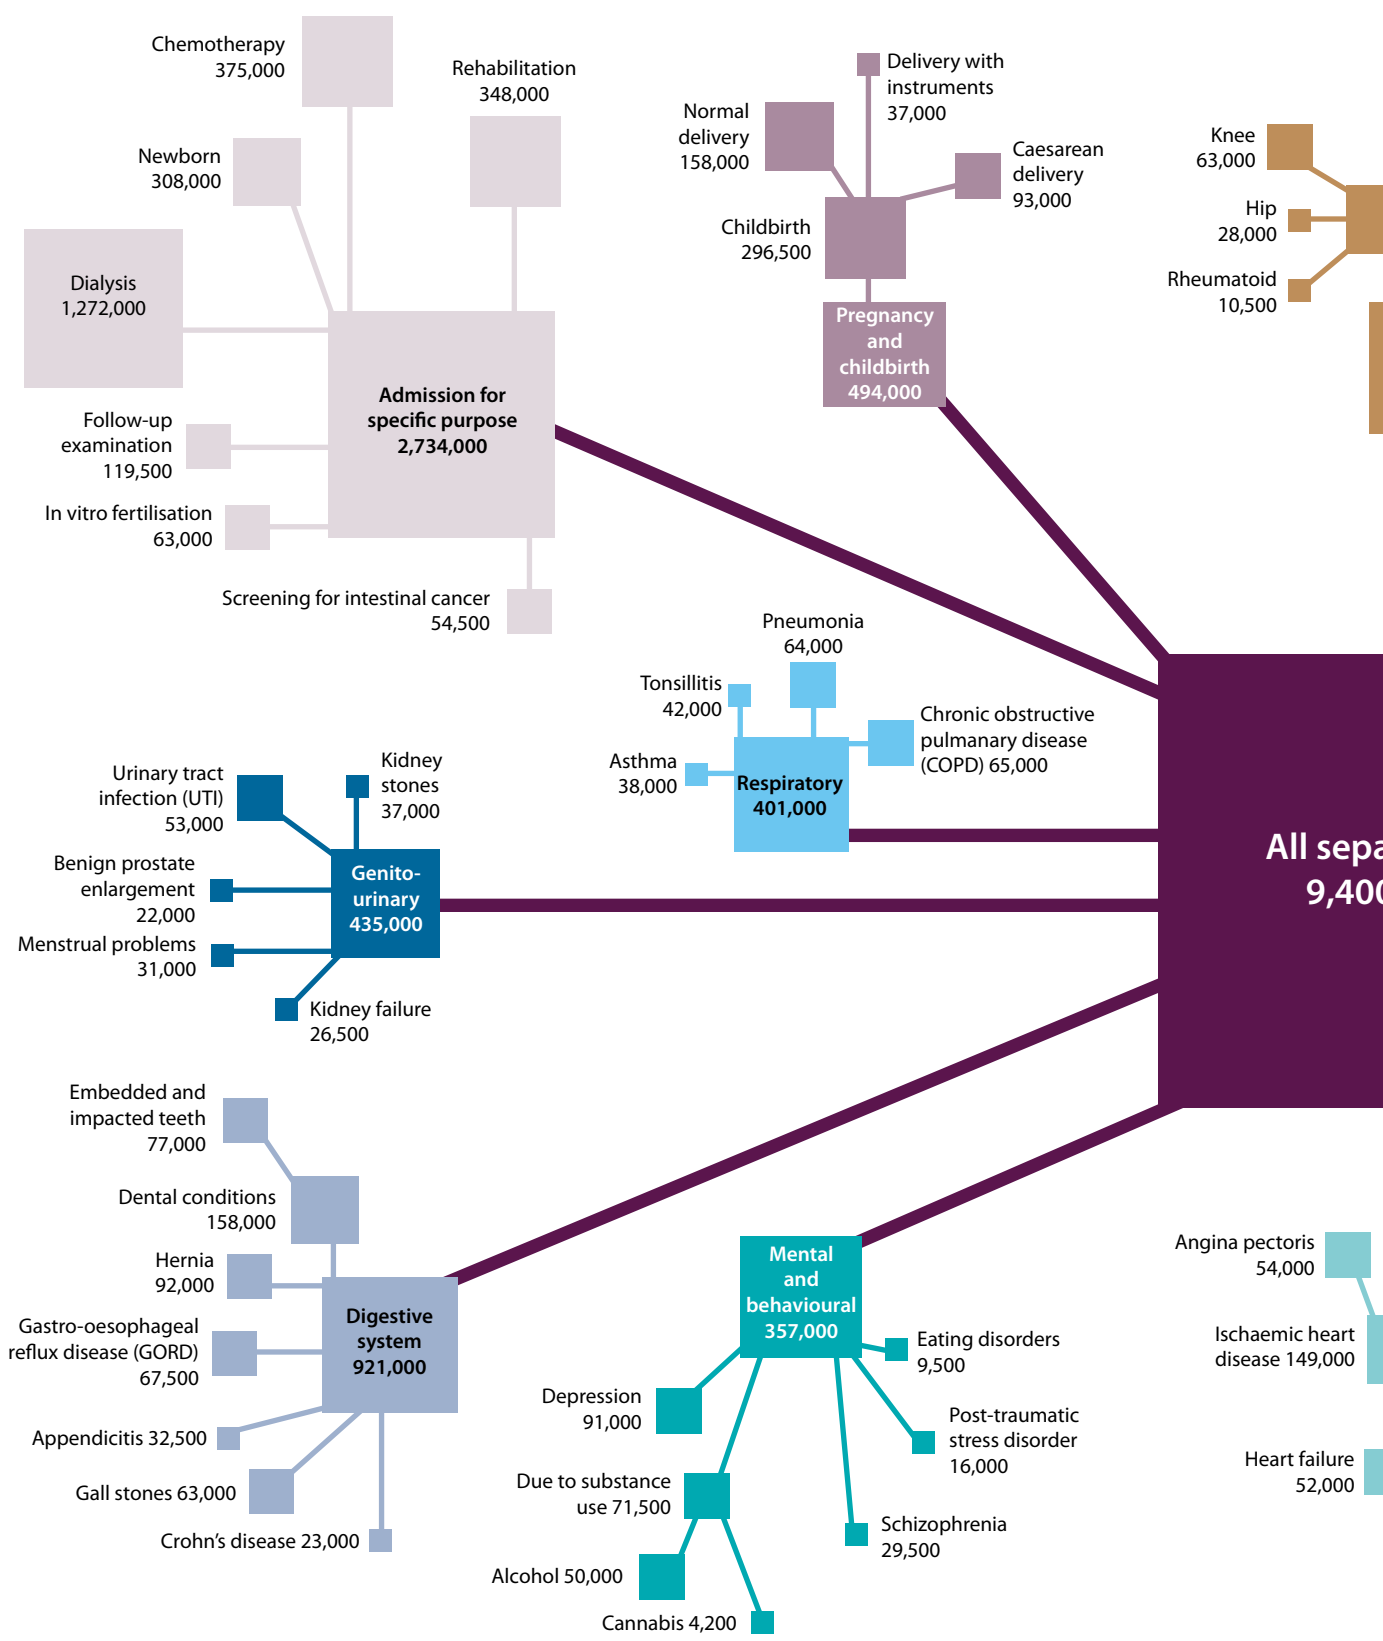 Chemotherapy
375,000
Rehabilitation
348,000
Newborn
308,000
Dialysis
1,272,000
Admission for
specific purpose
2,734,000
Follow-up
examination
119,500
In vitro fertilisation
63,000
Screening for intestinal cancer
54,500
Delivery with
instruments
37,000
Normal
delivery
158,000
Caesarean
delivery
93,000
Childbirth
296,500
Pregnancy
and
childbirth
494,000
Knee
63,000
Hip
28,000
Rheumatoid
10,500
Pneumonia
64,000
Tonsillitis
42,000
Chronic obstructive
pulmanary disease
(COPD) 65,000
Asthma
38,000
Respiratory
401,000
Urinary tract
infection (UTI)
53,000
Kidney
stones
37,000
Benign prostate
enlargement
22,000
Genito-
urinary
435,000
Menstrual problems
31,000
Kidney failure
26,500
All sepa
9,400
Embedded and
impacted teeth
77,000
Dental conditions
158,000
Hernia
92,000
Gastro-oesophageal
reflux disease (GORD)
67,500
Digestive
system
921,000
Appendicitis 32,500
Gall stones 63,000
Crohn's disease 23,000
Mental
and
behavioural
357,000
Eating disorders
9,500
Depression
91,000
Post-traumatic
stress disorder
16,000
Due to substance
use 71,500
Schizophrenia
29,500
Alcohol 50,000
Cannabis 4,200
Angina pectoris
54,000
Ischaemic heart
disease 149,000
Heart failure
52,000